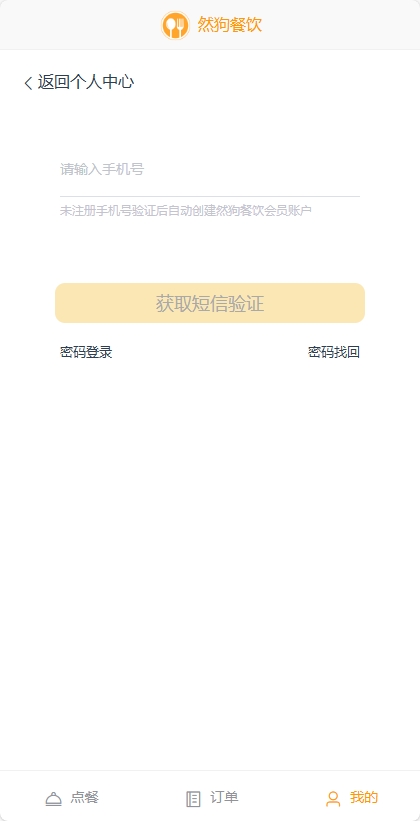 然狗餐饮
返回个人中心
请输入手机号
未注册手机号验证后自动创建然狗餐饮会员账户
获取短信验证
密码登录 密码找回
点餐 订单 我的